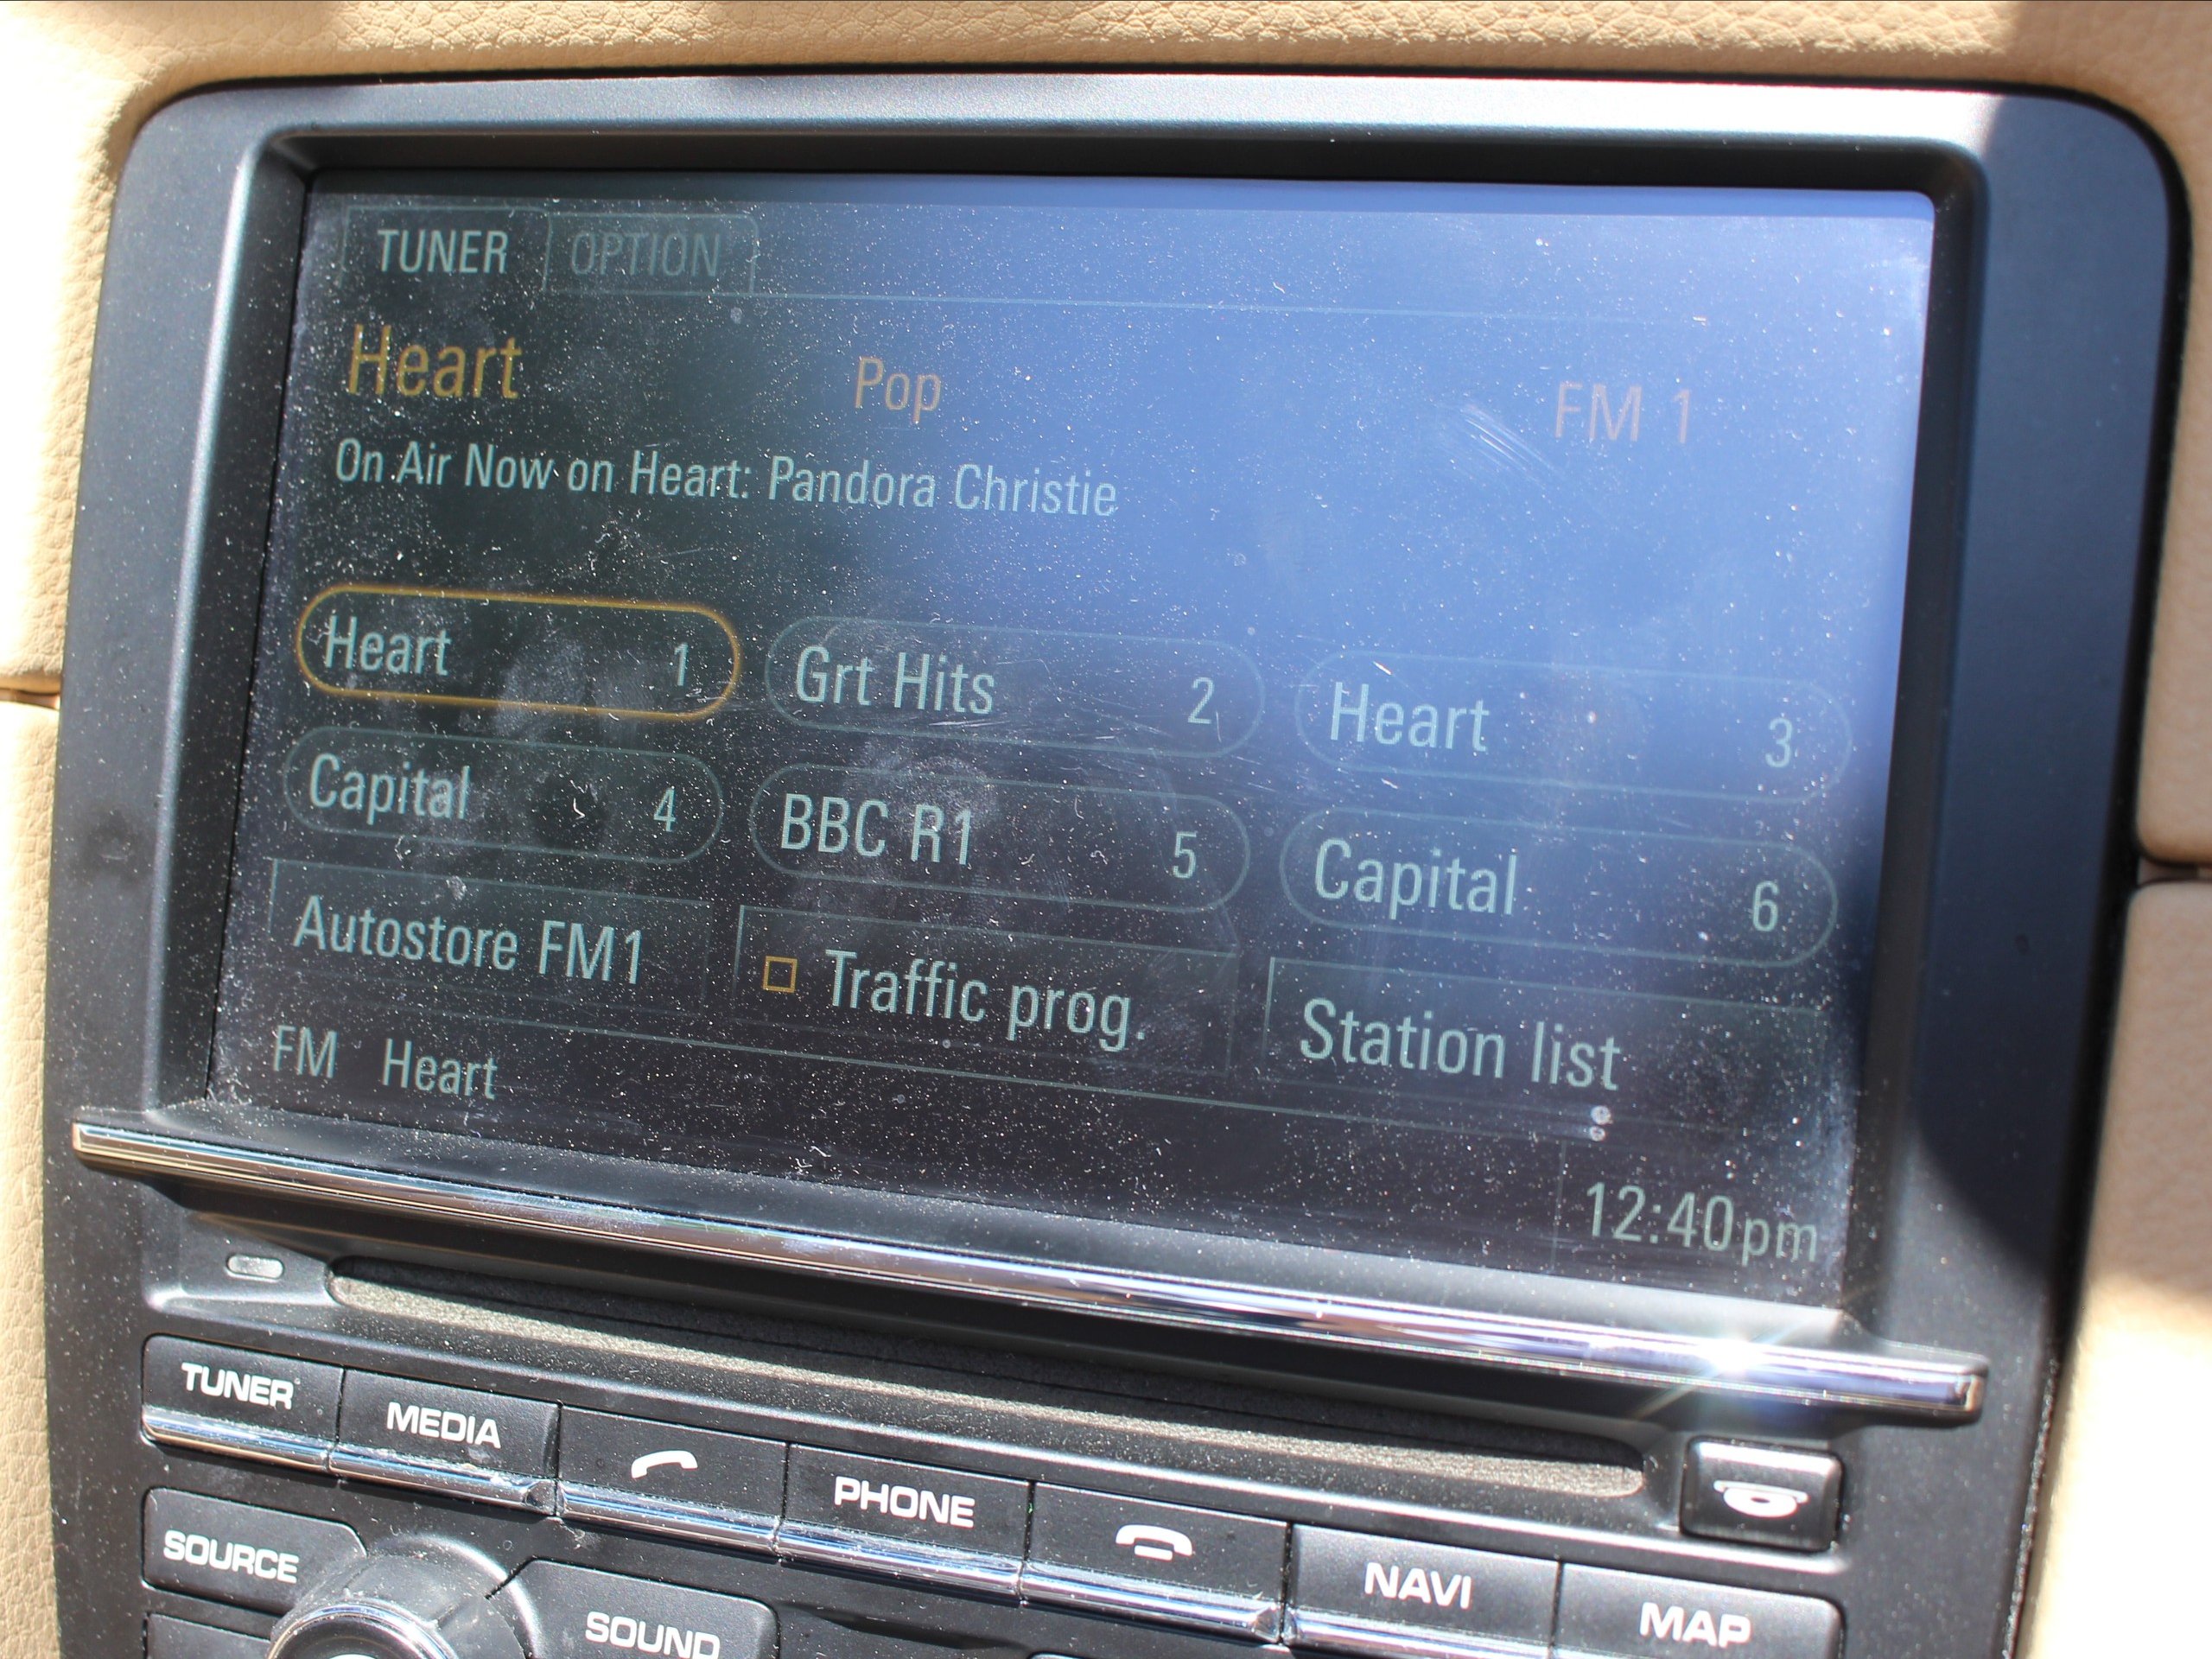 TUNER OPTION
Heart Pop FM 1
On Air Now on Heart: Pandora Christie
Heart 1 Grt Hits 2 Heart 3
Capital 4 BBC R1 5 Capital 6
Autostore FM1 Traffic prog. Station list
FM Heart
12:40pm
TUNER MEDIA PHONE NAVI MAP
SOURCE SOUND